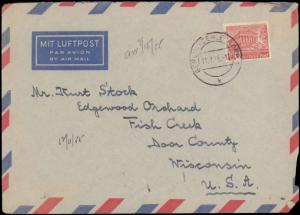 MIT LUFTPOST
PAR AVION
BY AIR MAIL
Mr. Kurt Stock
Edgewood Orchard
Fish Creek
Door County
Wisconsin
U.S.A.